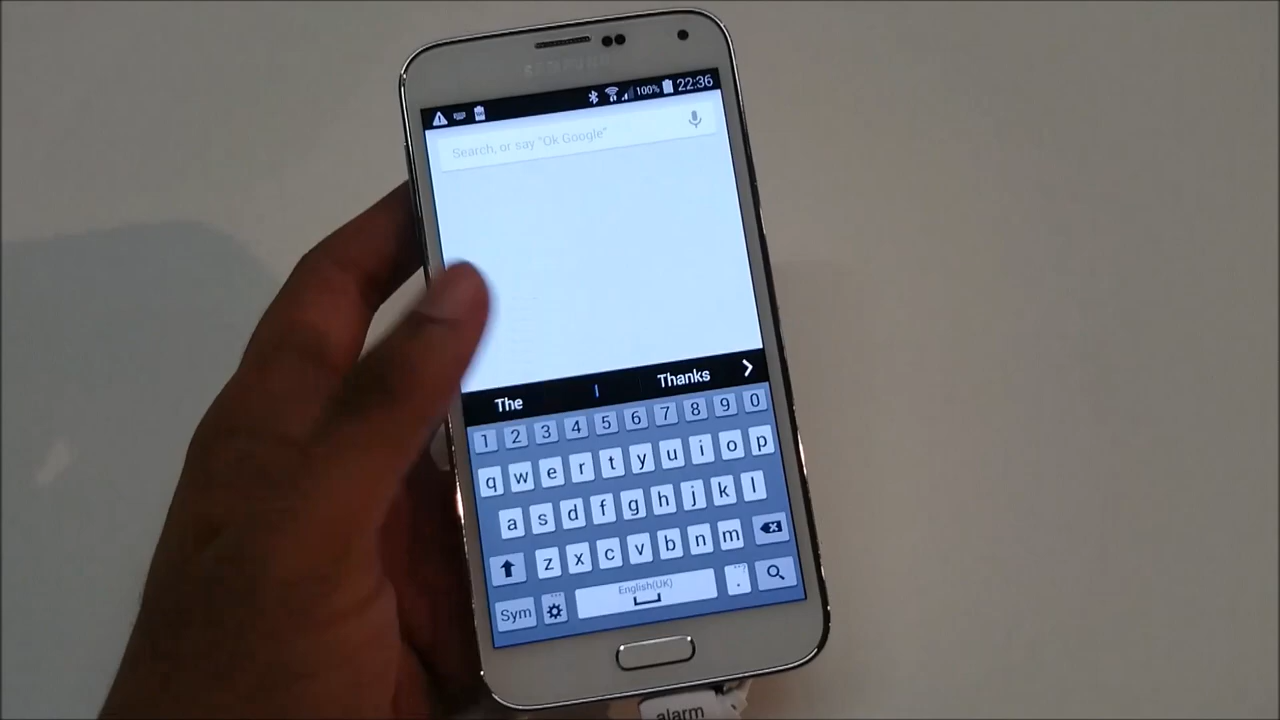 SAMSUNG
100% 22:36
Search, or say "Ok Google"
The Thanks
1 2 3 4 5 6 7 8 9 0
q w e r t y u i o p
a s d f g h j k l
z x c v b n m
English(UK)
Sym . ?
alarm